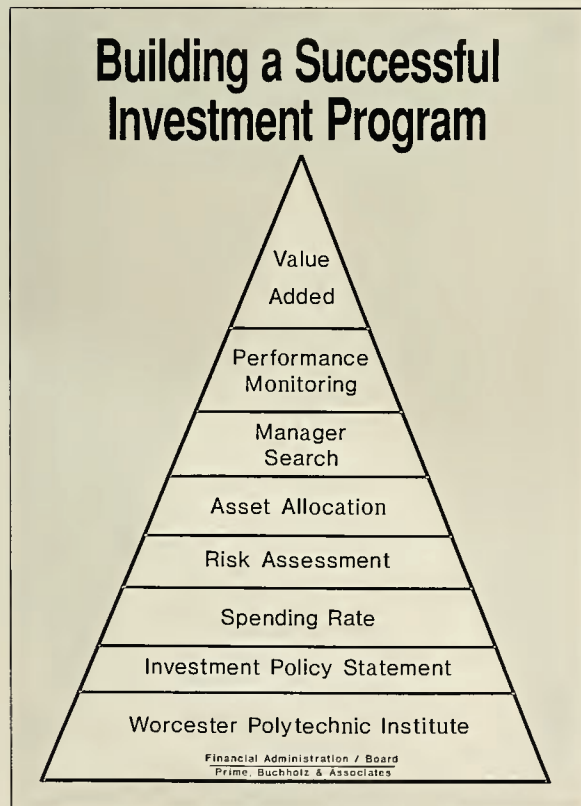 Building a Successful
Investment Program
Value
Added
Performance
Monitoring
Manager
Search
Asset Allocation
Risk Assessment
Spending Rate
Investment Policy Statement
Worcester Polytechnic Institute
Financial Administration / Board
Prime, Buchholz & Associates